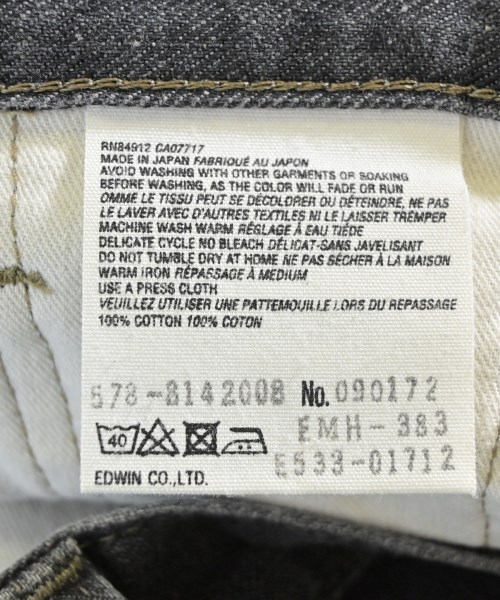 RN84912 CA07717
MADE IN JAPAN FABRIQUÉ AU JAPON
AVOID WASHING WITH OTHER GARMENTS OR SOAKING
BEFORE WASHING, AS THE COLOR WILL FADE OR RUN
OMME LE TISSU PEUT SE DÉCOLORER OU DÉTEINDRE, NE PAS
LE LAVER AVEC D'AUTRES TEXTILES NI LE LAISSER TREMPER
MACHINE WASH WARM RÉGLAGE À EAU TIÉDE
DELICATE CYCLE NO BLEACH DÉLICAT-SANS JAVELISANT
DO NOT TUMBLE DRY AT HOME NE PAS SÉCHER À LA MAISON
WARM IRON RÉPASSAGE À MEDIUM
USE A PRESS CLOTH
VEUILLEZ UTILISER UNE PATTEMOUILLE LORS DU REPASSAGE
100% COTTON 100% COTON
578-8142008 No. 090172
40 EMH-383
E533-01712
EDWIN CO.,LTD.